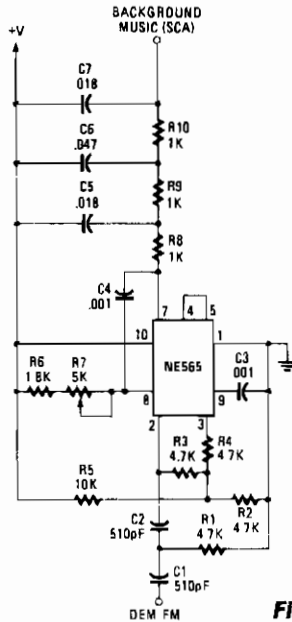 BACKGROUND
MUSIC (SCA)
+V
C7
.018
R10
1K
C6
.047
R9
1K
C5
.018
R8
1K
C4
.001
7 4 5
10 1
NE565
C3
001
R6
1.8K
R7
5K
8 9
2 3
R3
4.7K
R4
4.7K
R5
10K
R2
4.7K
C2
510pF
R1
4.7K
C1
510pF
DEM FM